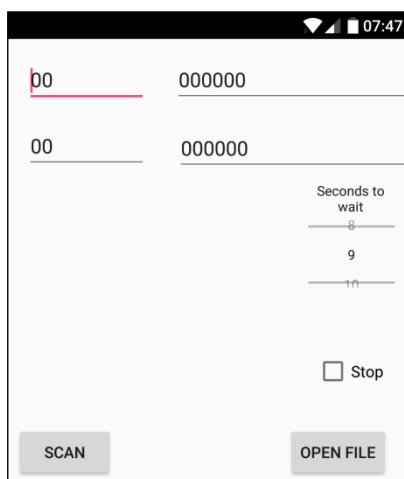 07:47
00 000000
00 000000
Seconds to
wait
8
9
10
Stop
SCAN OPEN FILE